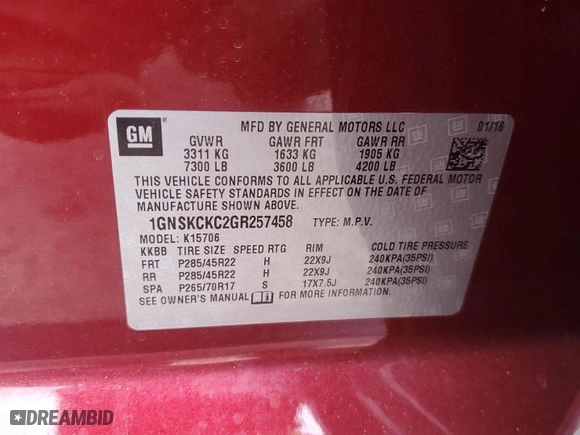 GM
MFD BY GENERAL MOTORS LLC 01/16
GVWR GAWR FRT GAWR RR
3311 KG 1633 KG 1905 KG
7300 LB 3600 LB 4200 LB
THIS VEHICLE CONFORMS TO ALL APPLICABLE U.S. FEDERAL MOTOR
VEHICLE SAFETY STANDARDS IN EFFECT ON THE DATE OF
MANUFACTURE SHOWN ABOVE.
1GNSKCKC2GR257458 TYPE: M.P.V.
MODEL: K15706
KKBB TIRE SIZE SPEED RTG RIM COLD TIRE PRESSURE
FRT P285/45R22 H 22X9J 240KPA(35PSI)
RR P285/45R22 H 22X9J 240KPA(35PSI)
SPA P265/70R17 S 17X7.5J 240KPA(35PSI)
SEE OWNER'S MANUAL FOR MORE INFORMATION.
DREAMBID